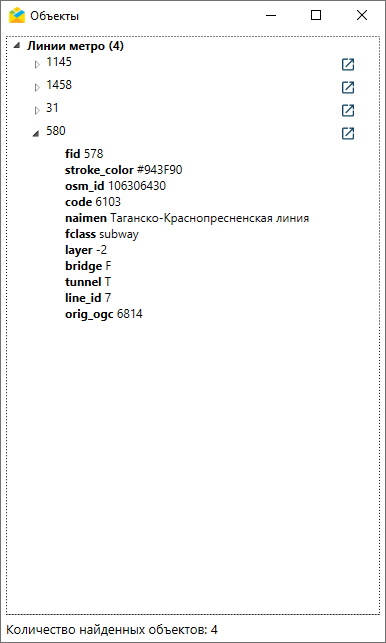 Объекты
Линии метро (4)
1145
1458
31
580
fid 578
stroke_color #943F90
osm_id 106306430
code 6103
naimen Таганско-Краснопресненская линия
fclass subway
layer -2
bridge F
tunnel T
line_id 7
orig_ogc 6814
Количество найденных объектов: 4